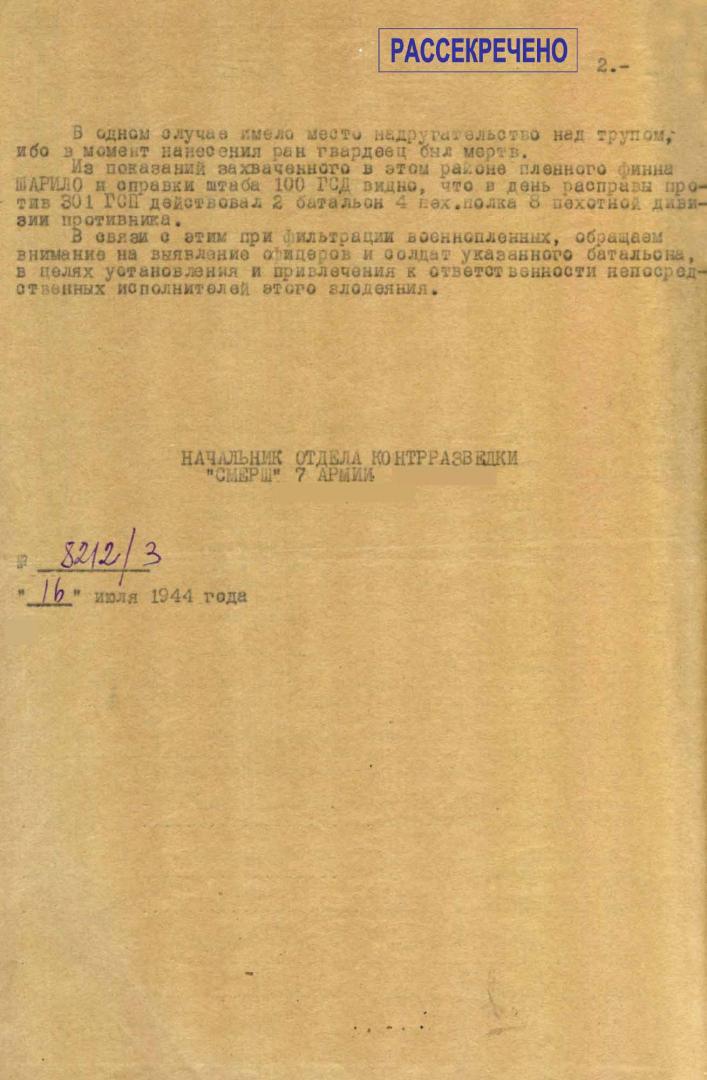 РАССЕКРЕЧЕНО
2.-
В одном случае имело место надругательство над трупом,
ибо в момент нанесения ран гвардеец был мертв.
Из показаний захваченного в этом районе пленного финна
ШАРИЛО и справки штаба 100 ГСД видно, что в день расправы про-
тив 301 ГСП действовал 2 батальон 4 пех.полка 8 пехотной диви-
зии противника.
В связи с этим при фильтрации военнопленных, обращаем
внимание на выявление офицеров и солдат указанного батальона,
в целях установления и привлечения к ответственности непосред-
ственных исполнителей этого злодеяния.
НАЧАЛЬНИК ОТДЕЛА КОНТРРАЗВЕДКИ
"СМЕРШ" 7 АРМИИ
№ 8212/3
"16" июля 1944 года